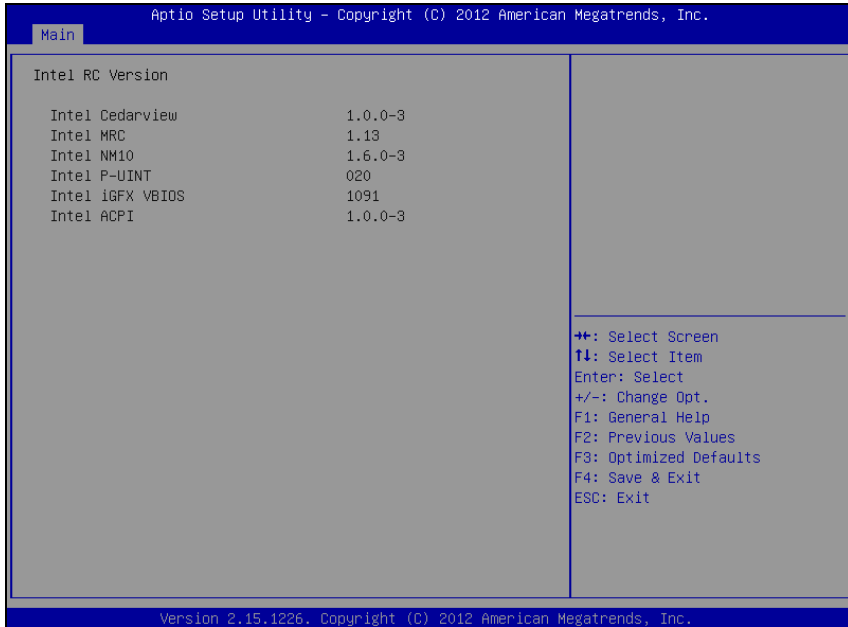 Aptio Setup Utility – Copyright (C) 2012 American Megatrends, Inc.
Main
Intel RC Version
Intel Cedarview 1.0.0-3
Intel MRC 1.13
Intel NM10 1.6.0-3
Intel P-UINT 020
Intel iGFX VBIOS 1091
Intel ACPI 1.0.0-3
→←: Select Screen
↑↓: Select Item
Enter: Select
+/-: Change Opt.
F1: General Help
F2: Previous Values
F3: Optimized Defaults
F4: Save & Exit
ESC: Exit
Version 2.15.1226. Copyright (C) 2012 American Megatrends, Inc.